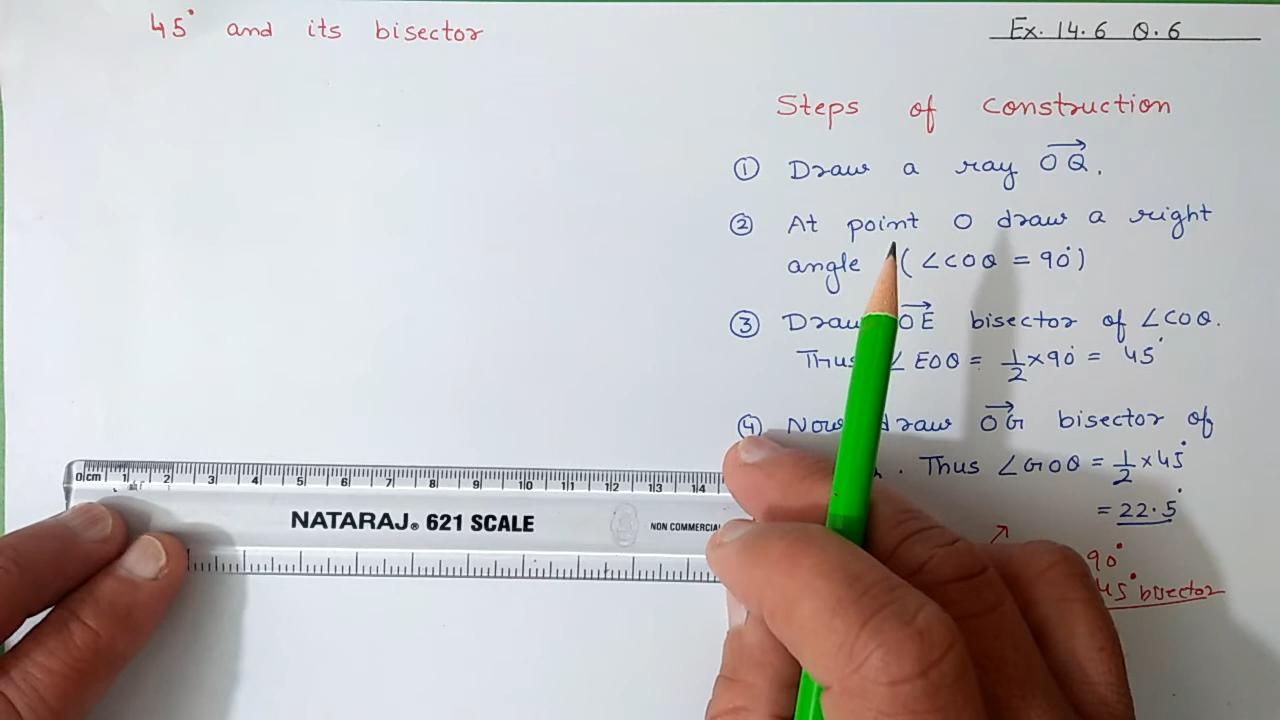 45° and its bisector
Ex. 14.6 Q.6
Steps of construction
① Draw a ray OQ.
② At point O draw a right
angle (∠COQ = 90°)
③ Draw OE bisector of ∠COQ.
Thus ∠EOQ = 1/2 × 90° = 45°
④ Now draw OG bisector of
. Thus ∠GOQ = 1/2 × 45°
= 22.5°
90°
45° bisector
0 cm 1 2 3 4 5 6 7 8 9 10 11 12 13 14
NATARAJ® 621 SCALE
NON COMMERCIAL